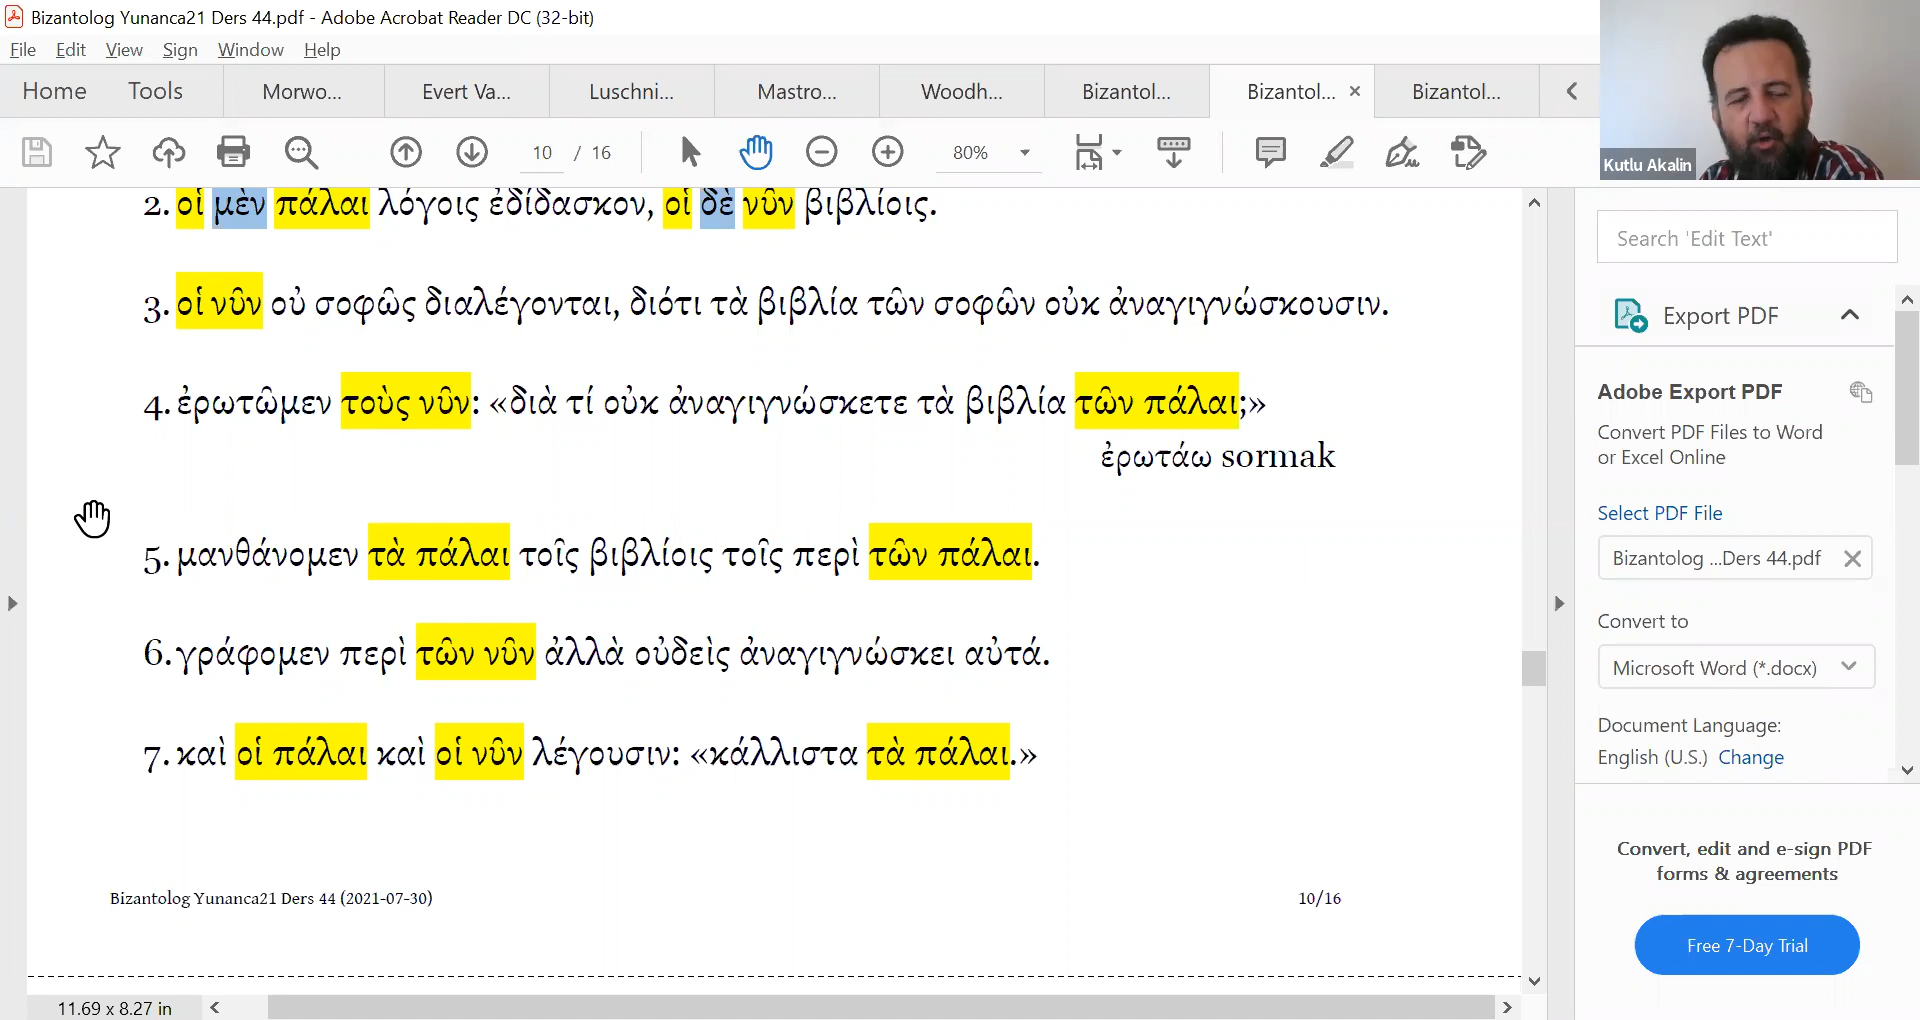 Bizantolog Yunanca21 Ders 44.pdf - Adobe Acrobat Reader DC (32-bit)
File Edit View Sign Window Help
Home Tools Morwo... Evert Va... Luschni... Mastro... Woodh... Bizantol... Bizantol... Bizantol...
10 / 16 80%
Kutlu Akalin
2. οἱ μὲν πάλαι λόγοις ἐδίδασκον, οἱ δὲ νῦν βιβλίοις.
3. οἱ νῦν οὐ σοφῶς διαλέγονται, διότι τὰ βιβλία τῶν σοφῶν οὐκ ἀναγιγνώσκουσιν.
4. ἐρωτῶμεν τοὺς νῦν: «διὰ τί οὐκ ἀναγιγνώσκετε τὰ βιβλία τῶν πάλαι;»
ἐρωτάω sormak
5. μανθάνομεν τὰ πάλαι τοῖς βιβλίοις τοῖς περὶ τῶν πάλαι.
6. γράφομεν περὶ τῶν νῦν ἀλλὰ οὐδεὶς ἀναγιγνώσκει αὐτά.
7. καὶ οἱ πάλαι καὶ οἱ νῦν λέγουσιν: «κάλλιστα τὰ πάλαι.»
Bizantolog Yunanca21 Ders 44 (2021-07-30) 10/16
11.69 x 8.27 in
Search 'Edit Text'
Export PDF
Adobe Export PDF
Convert PDF Files to Word
or Excel Online
Select PDF File
Bizantolog ...Ders 44.pdf
Convert to
Microsoft Word (*.docx)
Document Language:
English (U.S.) Change
Convert, edit and e-sign PDF
forms & agreements
Free 7-Day Trial